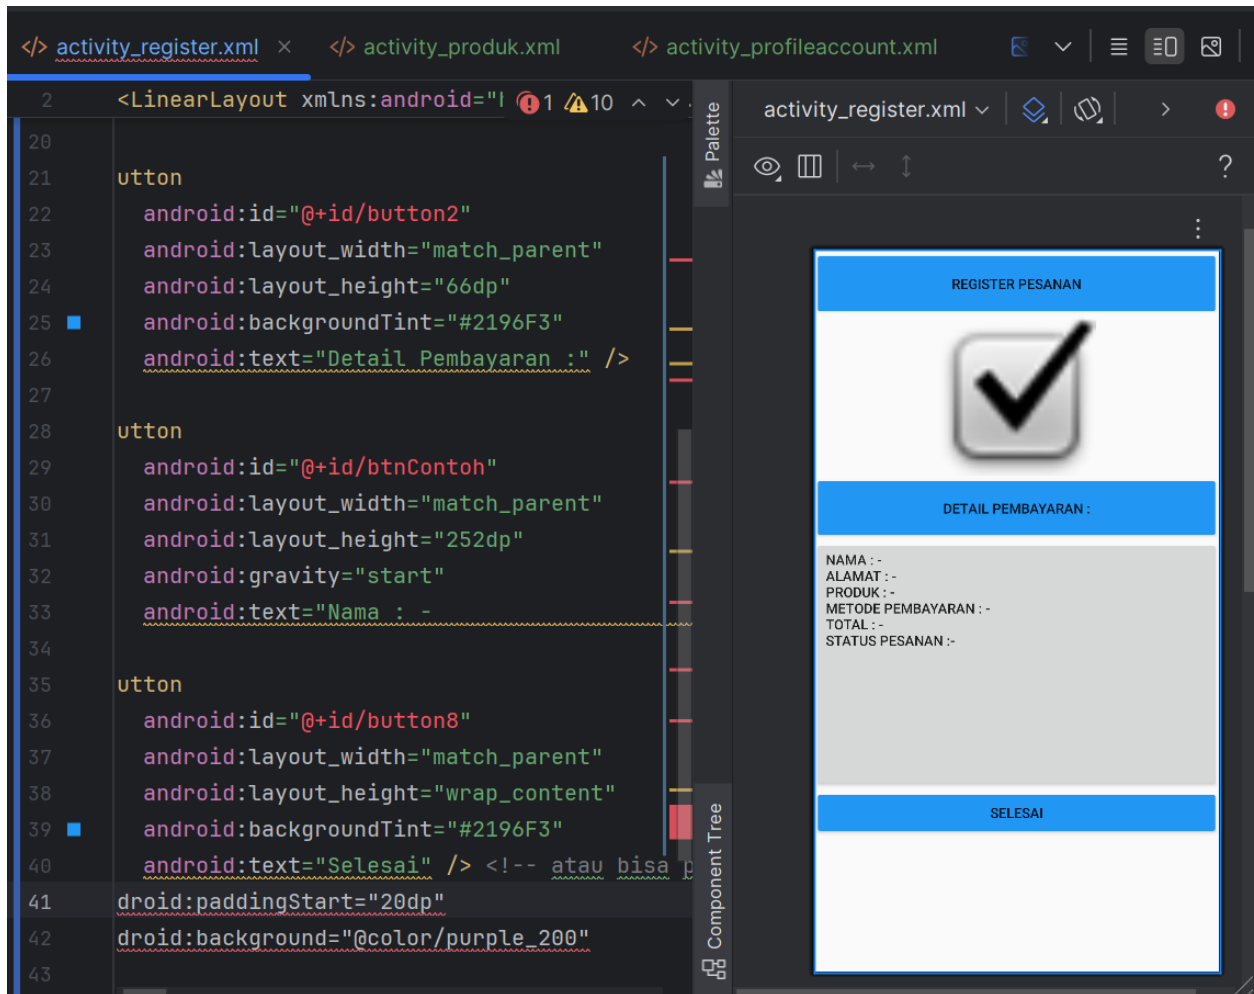 </> activity_register.xml × </> activity_produk.xml </> activity_profileaccount.xml
2 <LinearLayout xmlns:android=" 1 10
20
21 utton
22 android:id="@+id/button2"
23 android:layout_width="match_parent"
24 android:layout_height="66dp"
25 android:backgroundTint="#2196F3"
26 android:text="Detail Pembayaran :" />
27
28 utton
29 android:id="@+id/btnContoh"
30 android:layout_width="match_parent"
31 android:layout_height="252dp"
32 android:gravity="start"
33 android:text="Nama : -
34
35 utton
36 android:id="@+id/button8"
37 android:layout_width="match_parent"
38 android:layout_height="wrap_content"
39 android:backgroundTint="#2196F3"
40 android:text="Selesai" /> <!-- atau bisa
41 droid:paddingStart="20dp"
42 droid:background="@color/purple_200"
43
Palette
Component Tree
activity_register.xml
?
REGISTER PESANAN
DETAIL PEMBAYARAN :
NAMA : -
ALAMAT : -
PRODUK : -
METODE PEMBAYARAN : -
TOTAL : -
STATUS PESANAN :-
SELESAI